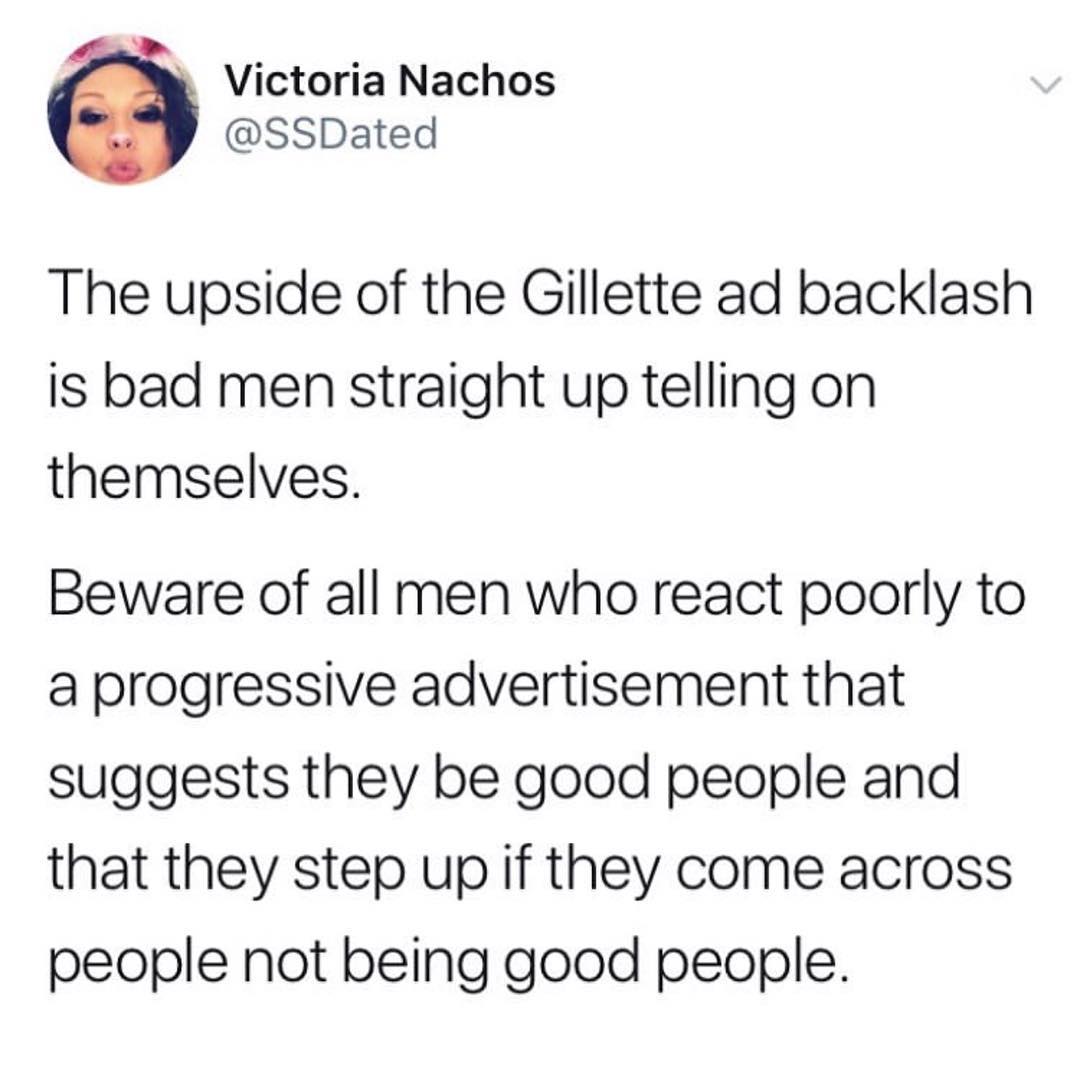 Victoria Nachos
@SSDated
The upside of the Gillette ad backlash
is bad men straight up telling on
themselves.
Beware of all men who react poorly to
a progressive advertisement that
suggests they be good people and
that they step up if they come across
people not being good people.